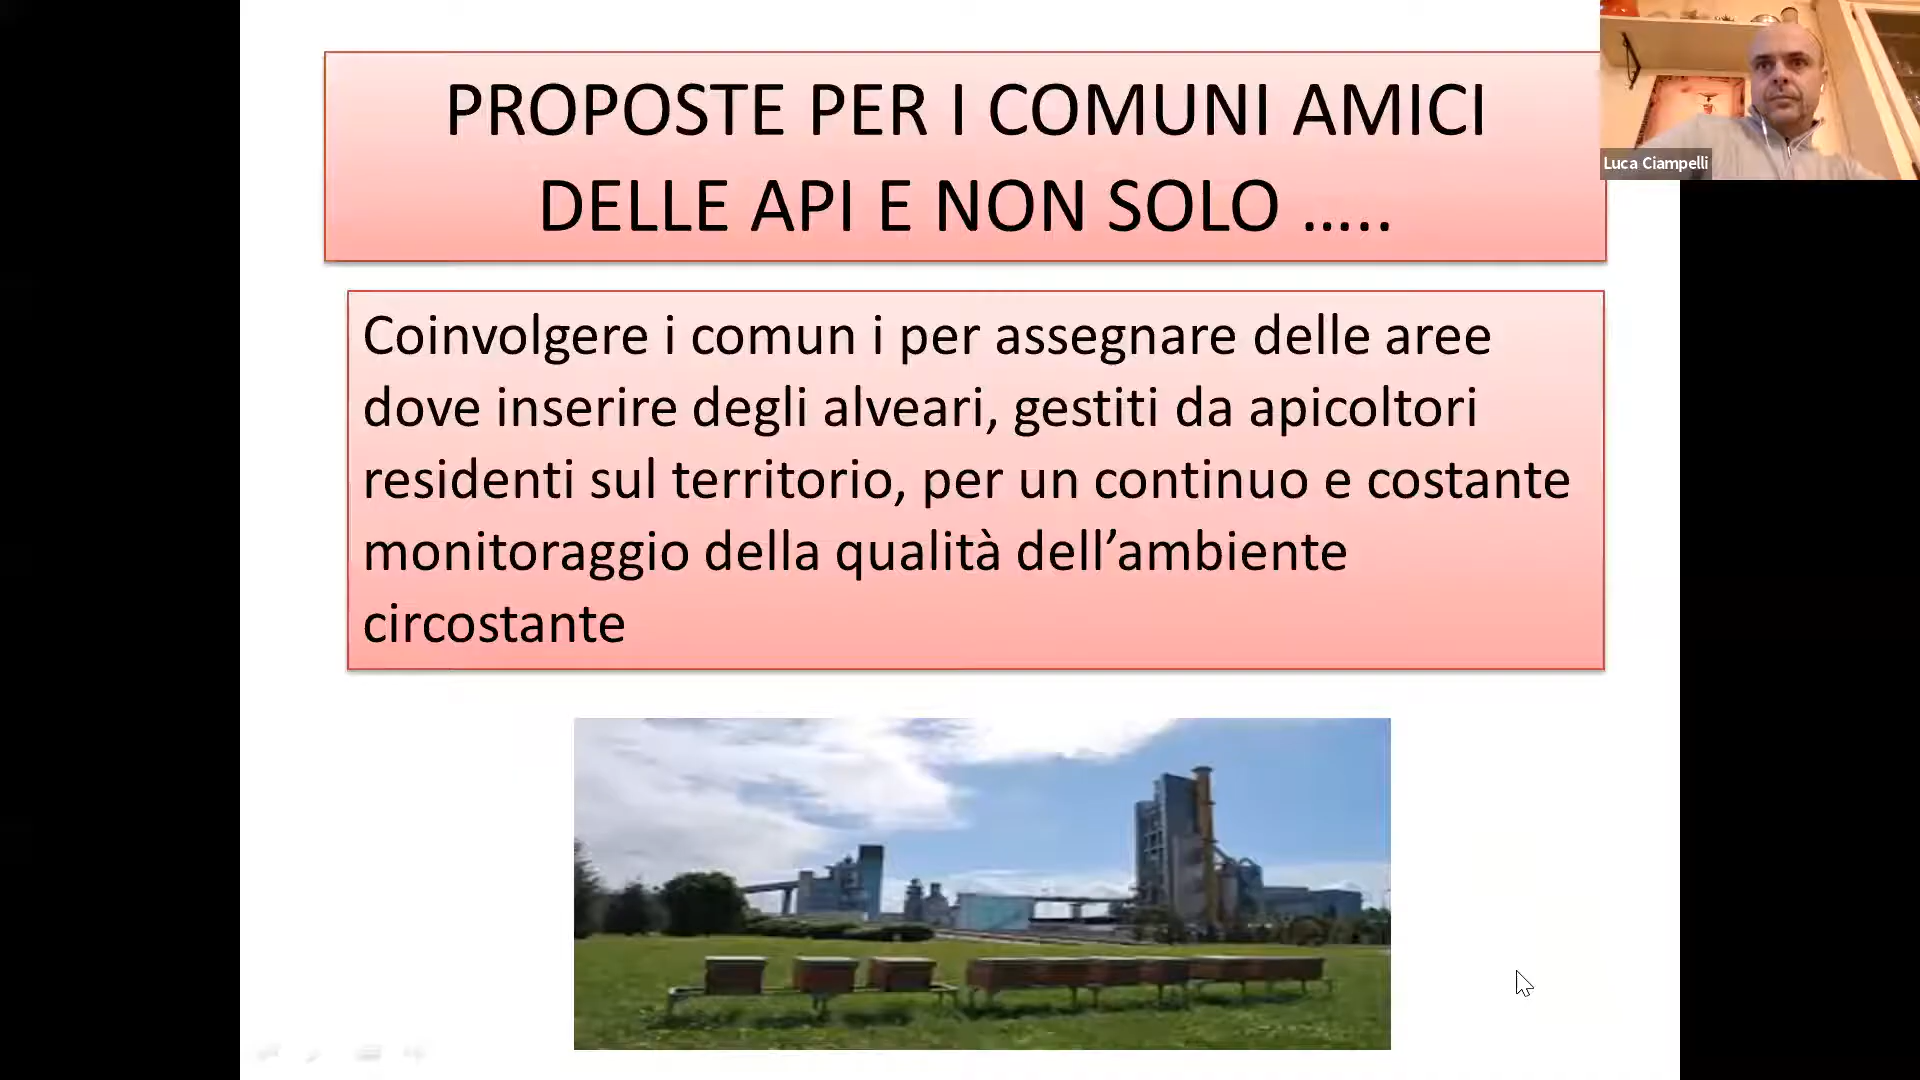 PROPOSTE PER I COMUNI AMICI
DELLE API E NON SOLO .....
Luca Ciampelli
Coinvolgere i comun i per assegnare delle aree
dove inserire degli alveari, gestiti da apicoltori
residenti sul territorio, per un continuo e costante
monitoraggio della qualità dell’ambiente
circostante